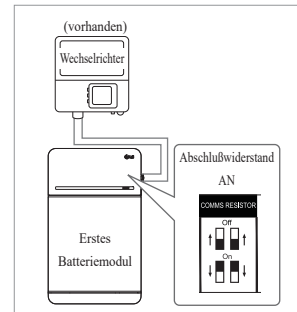 (vorhanden)
Wechselrichter
Abschlußwiderstand
AN
COMMS RESISTOR
Off
On
Erstes
Batteriemodul